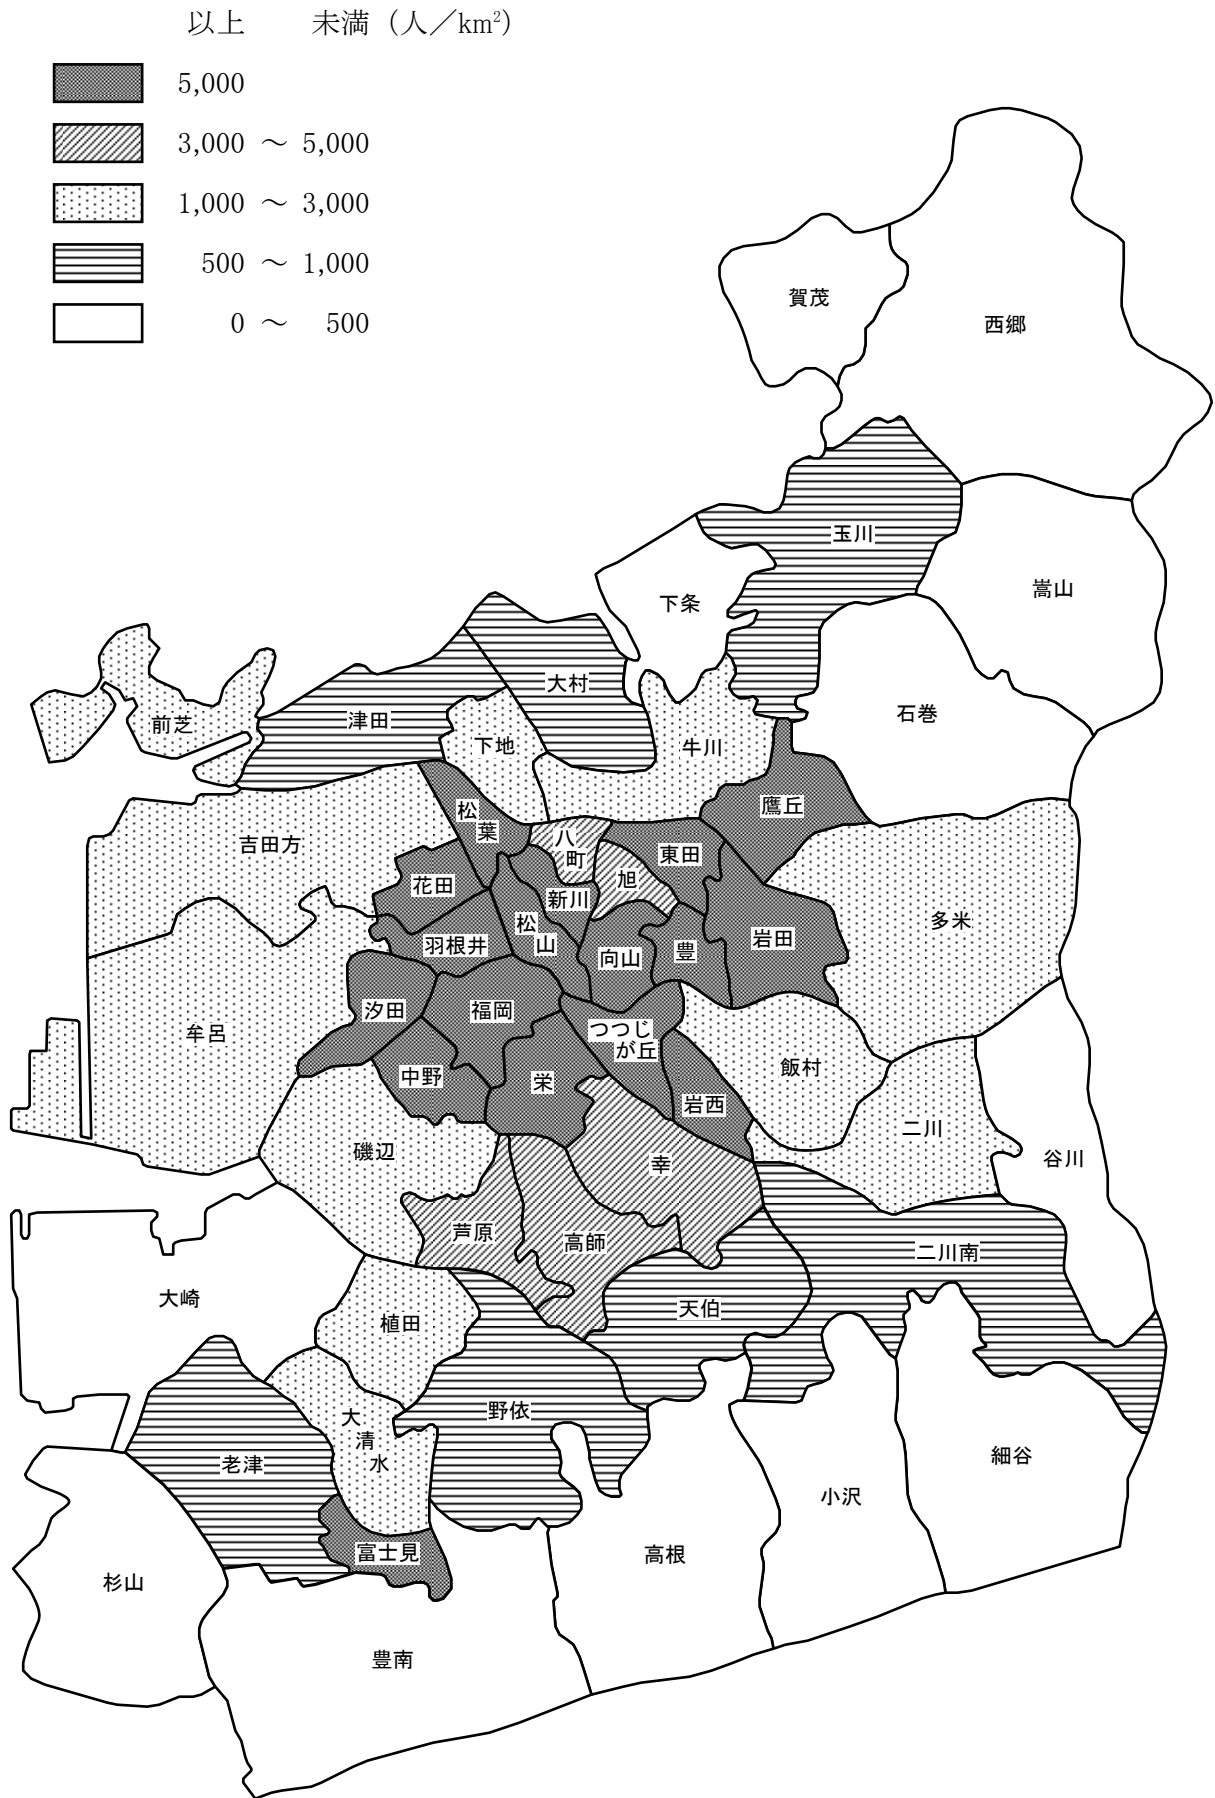 以上　未満（人／km²）
5,000
3,000 ～ 5,000
1,000 ～ 3,000
500 ～ 1,000
0 ～ 500
賀茂
西郷
玉川
嵩山
下条
大村
石巻
前芝
津田
下地
牛川
鷹丘
松葉
吉田方
八町
東田
旭
花田
新川
多米
松山
羽根井
向山
豊
岩田
汐田
福岡
牟呂
つつじが丘
飯村
中野
栄
岩西
二川
磯辺
幸
谷川
芦原
高師
二川南
大崎
植田
天伯
野依
大清水
老津
細谷
小沢
富士見
高根
杉山
豊南